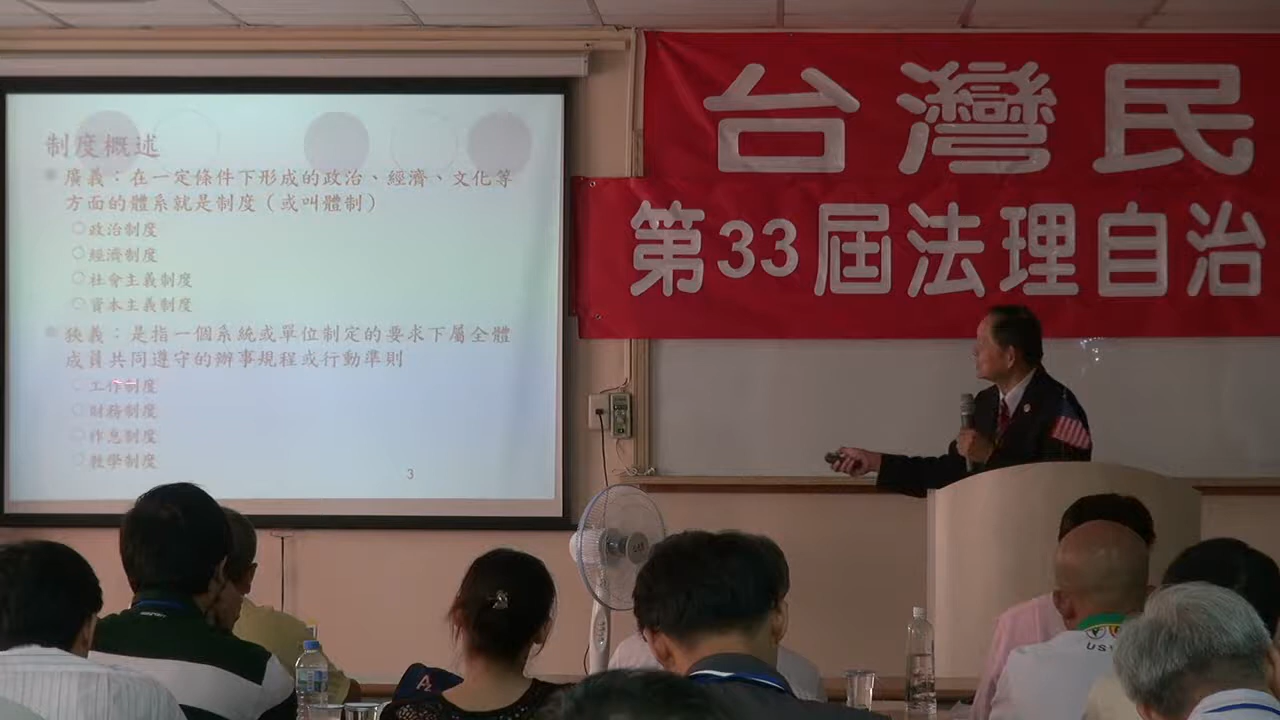 制度概述
廣義：在一定條件下形成的政治、經濟、文化等
方面的體系就是制度（或叫體制）
政治制度
經濟制度
社會主義制度
資本主義制度
狹義：是指一個系統或單位制定的要求下屬全體
成員共同遵守的辦事規程或行動準則
工作制度
財務制度
作息制度
教學制度
3
台灣民
第33屆法理自治
A